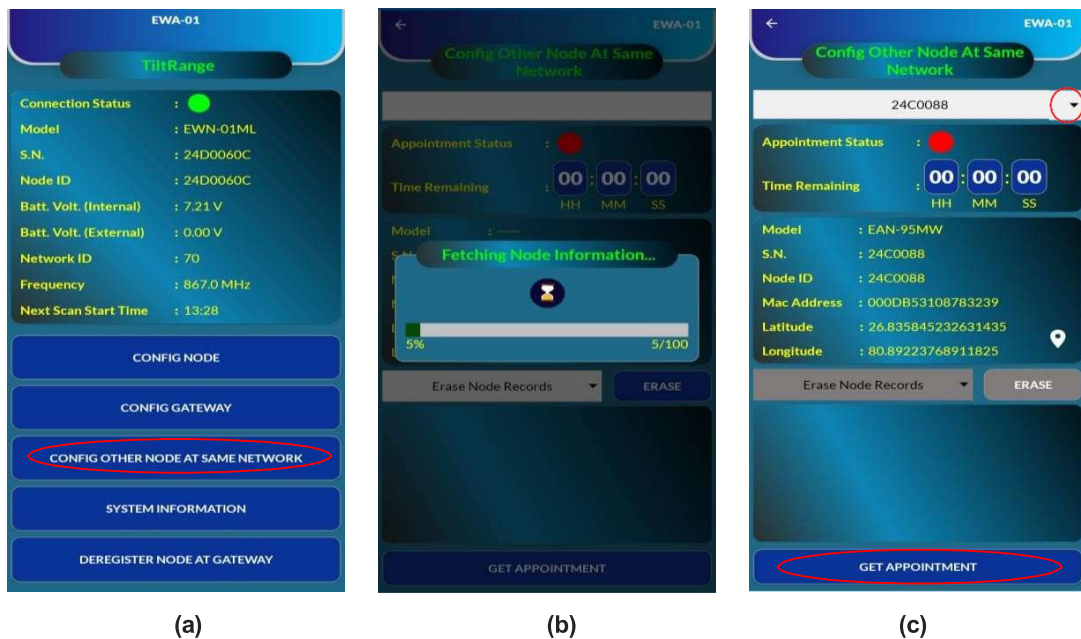 EWA-01
TiltRange
Connection Status :
Model : EWN-01ML
S.N. : 24D0060C
Node ID : 24D0060C
Batt. Volt. (Internal) : 7.21 V
Batt. Volt. (External) : 0.00 V
Network ID : 70
Frequency : 867.0 MHz
Next Scan Start Time : 13:28
CONFIG NODE
CONFIG GATEWAY
CONFIG OTHER NODE AT SAME NETWORK
SYSTEM INFORMATION
DEREGISTER NODE AT GATEWAY
(a)
EWA-01
Config Other Node At Same
Network
Appointment Status :
Time Remaining : 00 : 00 : 00
HH MM SS
Model : -----
Fetching Node Information...
5% 5/100
Erase Node Records ERASE
GET APPOINTMENT
(b)
EWA-01
Config Other Node At Same
Network
24C0088
Appointment Status :
Time Remaining : 00 : 00 : 00
HH MM SS
Model : EAN-95MW
S.N. : 24C0088
Node ID : 24C0088
Mac Address : 000DB53108783239
Latitude : 26.835845232631435
Longitude : 80.89223768911825
Erase Node Records ERASE
GET APPOINTMENT
(c)